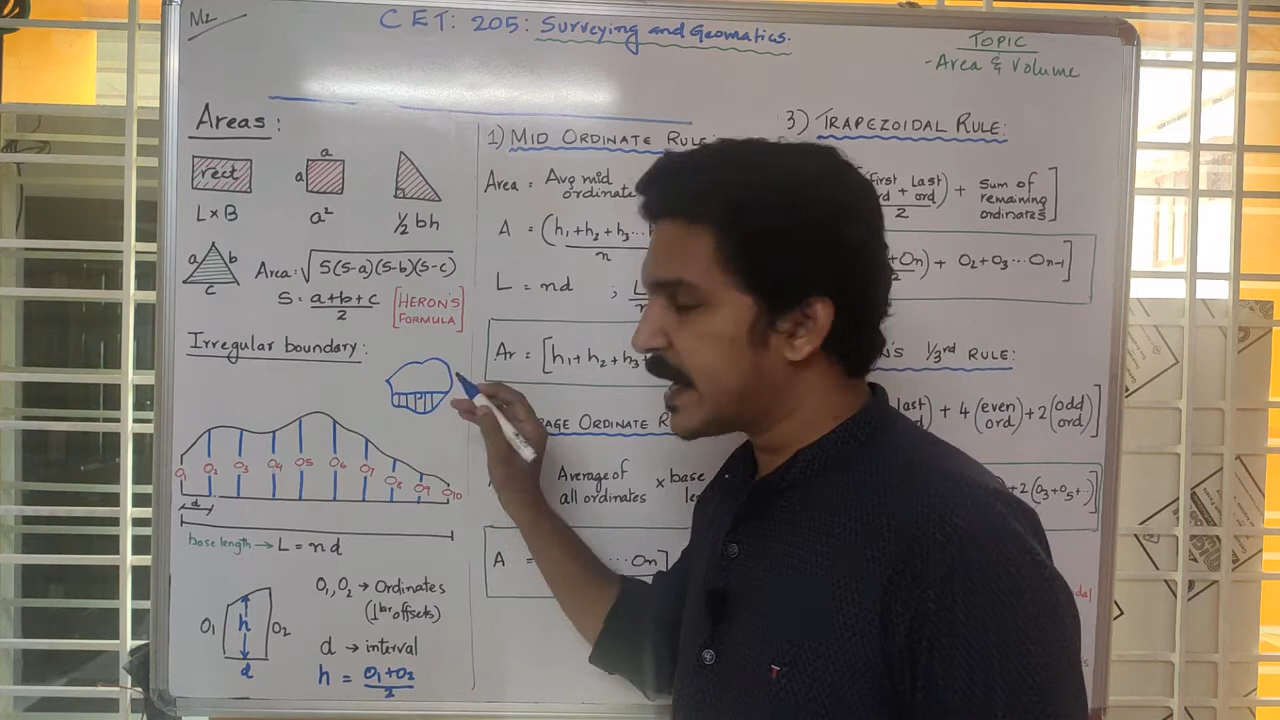 M2
CET: 205: Surveying and Geomatics.
TOPIC
- Area & Volume
Areas:
rect
L x B
a
a
a²
½ bh
a
b
c
Area = √S(S-a)(S-b)(S-c)
S = a+b+c
2
[HERON'S
FORMULA]
Irregular boundary:
O1 O2 O3 O4 O5 O6 O7 O8 O9 O10
d
base length → L = nd
O1 h O2
d
O1, O2 → Ordinates
(⊥lar offsets)
d → interval
h = O1+O2
2
1) MID ORDINATE RULE:
Area = Avg mid
ordinate
A = (h1+h2+h3...
n
L = nd ; L
Ar = [h1+h2+h3+
ORDINATE
Average of
all ordinates x base
A = ...On]
3) TRAPEZOIDAL RULE:
(First + Last
ord ord)
2
+ Sum of
remaining
ordinates]
+On) + O2+O3...On-1]
2
1/3rd RULE:
last
ord) + 4(even
ord) + 2(odd
ord)]
+2(O3+O5+...)]